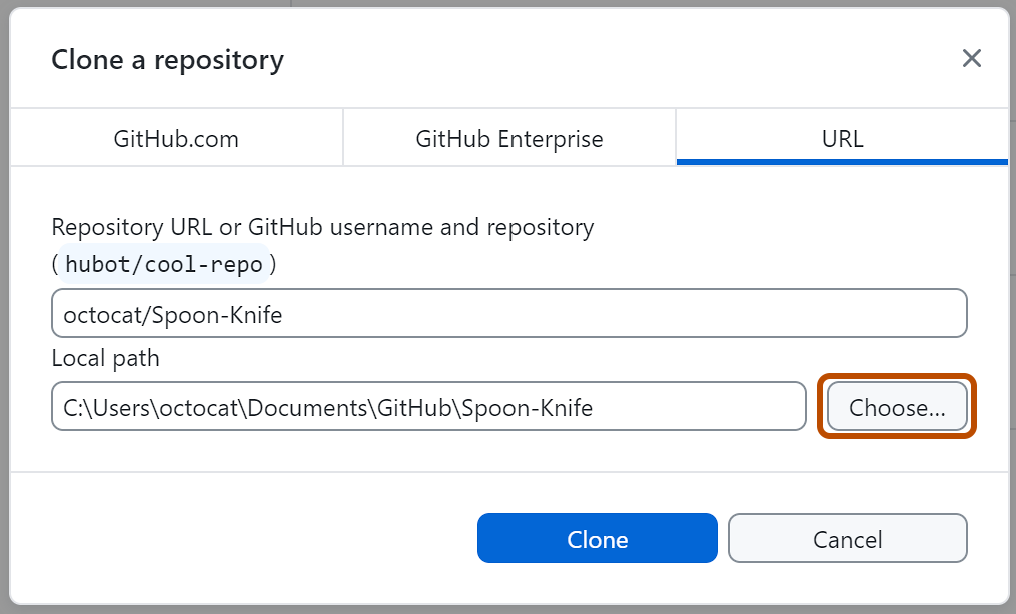 Clone a repository
GitHub.com
GitHub Enterprise
URL
Repository URL or GitHub username and repository
(hubot/cool-repo)
octocat/Spoon-Knife
Local path
C:\Users\octocat\Documents\GitHub\Spoon-Knife
Choose...
Clone
Cancel